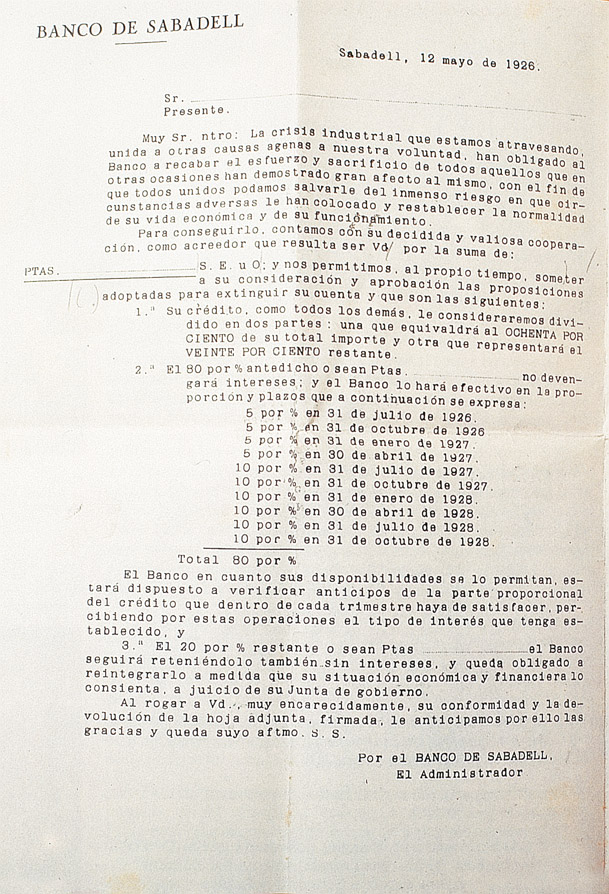 BANCO DE SABADELL
Sabadell, 12 mayo de 1926.
Sr.
Presente.
Muy Sr. ntro: La crisis industrial que estamos atravesando,
unida a otras causas agenas a nuestra voluntad, han obligado al
Banco a recabar el esfuerzo y sacrificio de todos aquellos que en
otras ocasiones han demostrado gran afecto al mismo, con el fin de
que todos unidos podamos salvarle del inmenso riesgo en que cir-
cunstancias adversas le han colocado y restablecer la normalidad
de su vida económica y de su funciónamiento.
Para conseguirlo, contamos con su decidida y valiosa coopera-
ción, como acreedor que resulta ser Vd/ por la suma de:
PTAS. S. E. u O; y nos permitimos, al propio tiempo, someter
a su consideración y aprobación las proposiciones
adoptadas para extinguir su cuenta y que son las siguientes:
1.ª Su crédito, como todos los demás, le consideraremos divi-
dido en dos partes: una que equivaldrá al OCHENTA POR
CIENTO de su total importe y otra que representará el
VEINTE POR CIENTO restante.
2.ª El 80 por % antedicho o sean Ptas. no deven-
gará intereses; y el Banco lo hará efectivo en la pro-
porción y plazos que a continuación se expresa:
5 por % en 31 de julio de 1926.
5 por % en 31 de octubre de 1926
5 por % en 31 de enero de 1927.
5 por % en 30 de abril de 1927.
10 por % en 31 de julio de 1927.
10 por % en 31 de octubre de 1927.
10 por % en 31 de enero de 1928.
10 por % en 30 de abril de 1928.
10 por % en 31 de julio de 1928.
10 por % en 31 de octubre de 1928.
Total 80 por %
El Banco en cuanto sus disponibilidades se lo permitan, es-
tará dispuesto a verificar anticipos de la parte proporcional
del crédito que dentro de cada trimestre haya de satisfacer, per-
cibiendo por estas operaciones el tipo de interés que tenga es-
tablecido, y
3.ª El 20 por % restante o sean Ptas el Banco
seguirá reteniéndolo también sin intereses, y queda obligado a
reintegrarlo a medida que su situación económica y financiera lo
consienta, a juicio de su Junta de gobierno.
Al rogar a Vd., muy encarecidamente, su conformidad y la de-
volución de la hoja adjunta, firmada, le anticipamos por ello las
gracias y queda suyo aftmo. S. S.
Por el BANCO DE SABADELL,
El Administrador